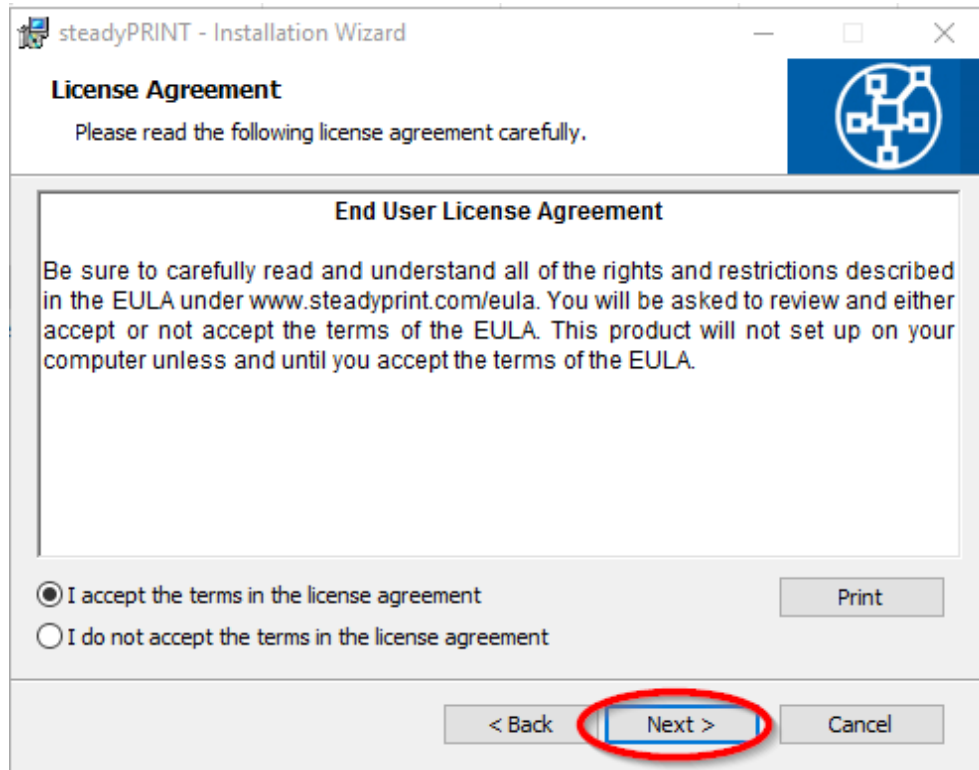 steadyPRINT - Installation Wizard
License Agreement
Please read the following license agreement carefully.
End User License Agreement
Be sure to carefully read and understand all of the rights and restrictions described
in the EULA under www.steadyprint.com/eula. You will be asked to review and either
accept or not accept the terms of the EULA. This product will not set up on your
computer unless and until you accept the terms of the EULA.
I accept the terms in the license agreement
Print
I do not accept the terms in the license agreement
< Back
Next >
Cancel